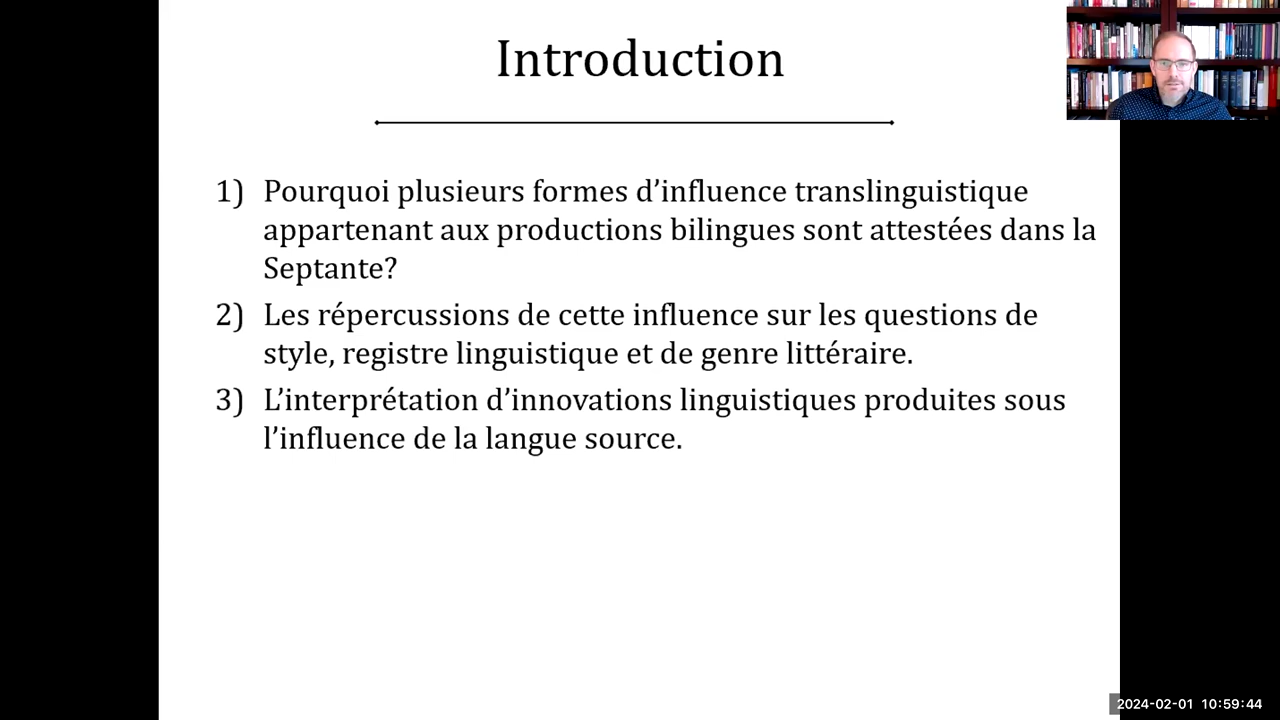 Introduction
1) Pourquoi plusieurs formes d’influence translinguistique
appartenant aux productions bilingues sont attestées dans la
Septante?
2) Les répercussions de cette influence sur les questions de
style, registre linguistique et de genre littéraire.
3) L’interprétation d’innovations linguistiques produites sous
l’influence de la langue source.
2024-02-01 10:59:44